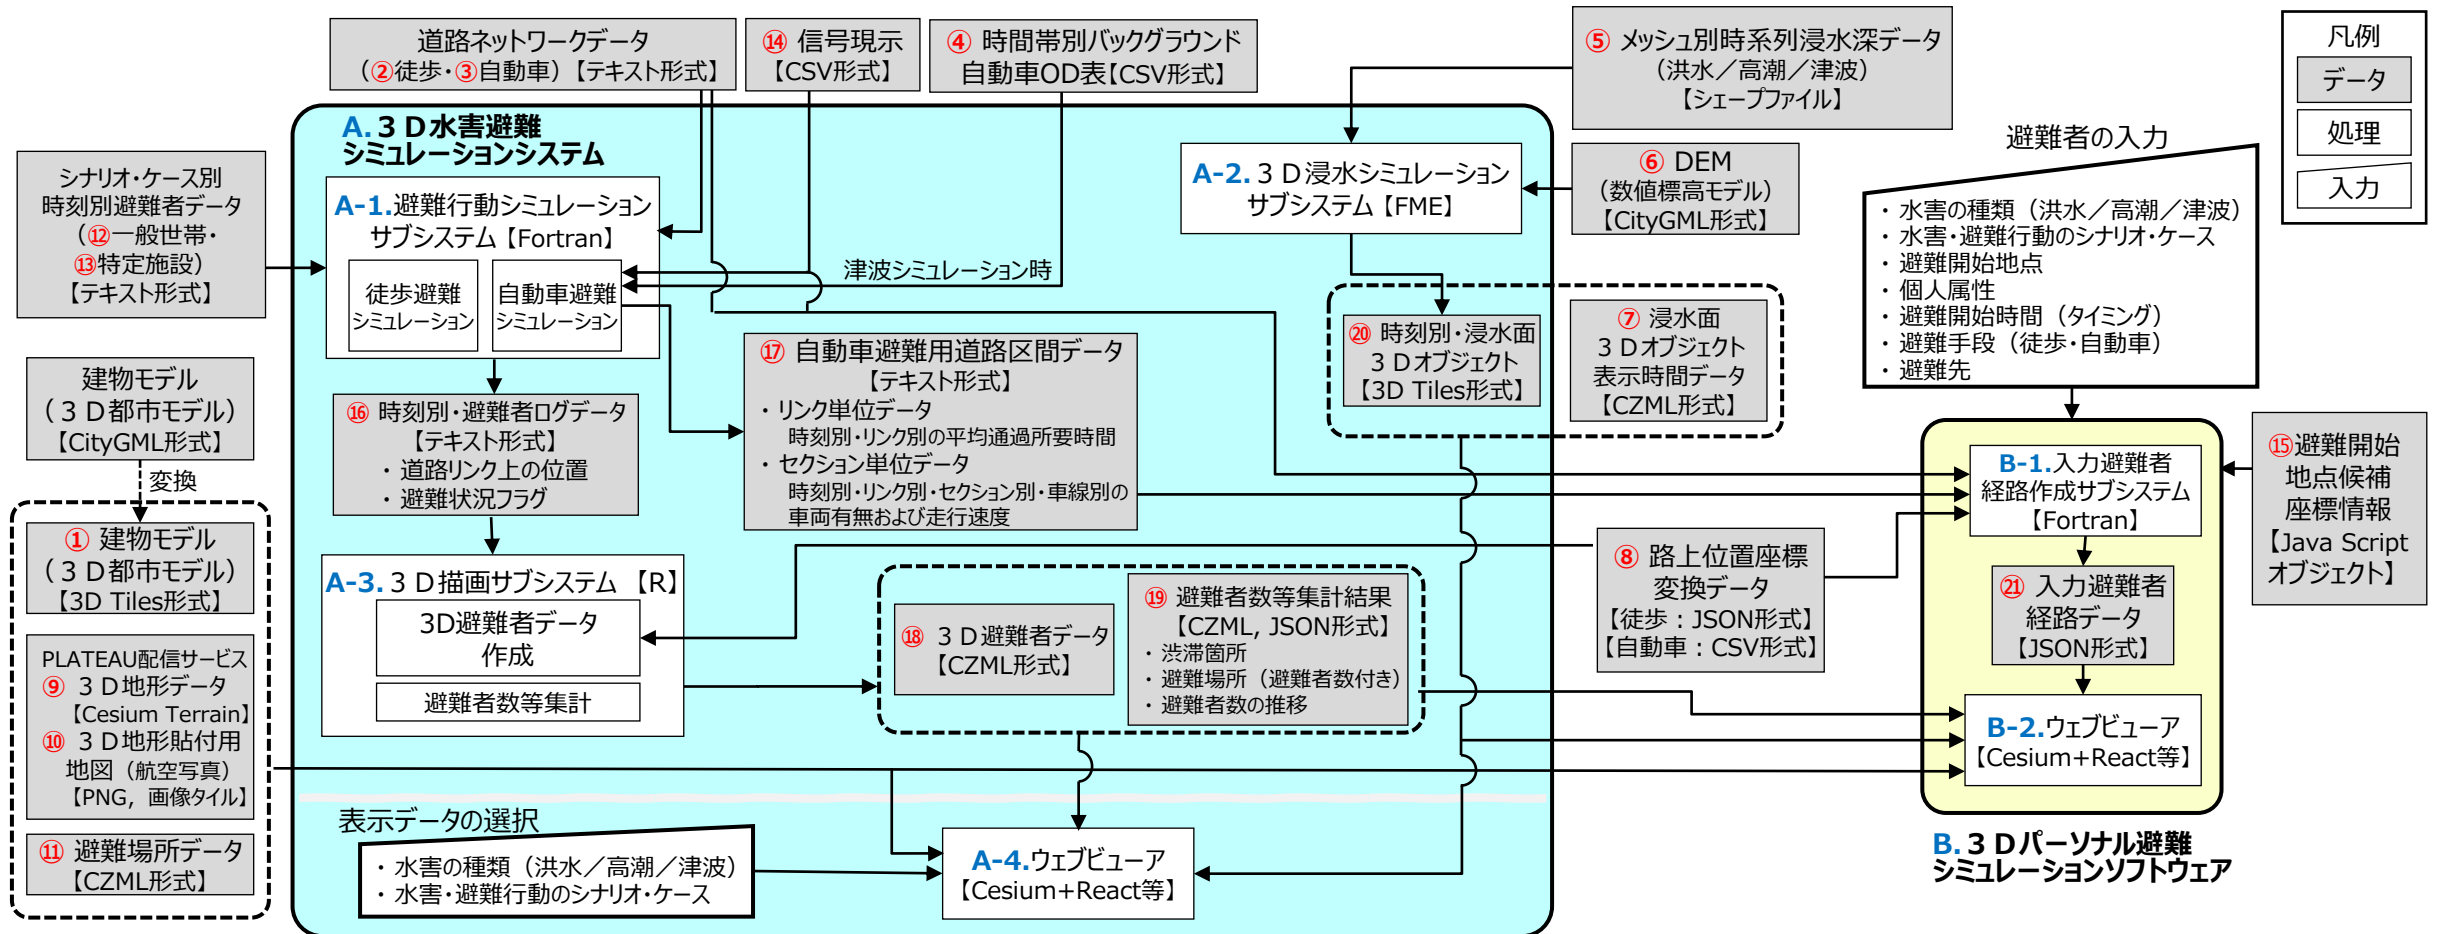 道路ネットワークデータ
（②徒歩・③自動車）【テキスト形式】
⑭ 信号現示
【CSV形式】
④ 時間帯別バックグラウンド
自動車OD表【CSV形式】
⑤ メッシュ別時系列浸水深データ
（洪水／高潮／津波）
【シェープファイル】
凡例
データ
処理
入力
A.３Ｄ水害避難
シミュレーションシステム
シナリオ・ケース別
時刻別避難者データ
（⑫一般世帯・
⑬特定施設）
【テキスト形式】
A-1.避難行動シミュレーション
サブシステム【Fortran】
徒歩避難
シミュレーション
自動車避難
シミュレーション
津波シミュレーション時
A-2.３Ｄ浸水シミュレーション
サブシステム【FME】
⑥ DEM
（数値標高モデル）
【CityGML形式】
避難者の入力
・水害の種類（洪水／高潮／津波）
・水害・避難行動のシナリオ・ケース
・避難開始地点
・個人属性
・避難開始時間（タイミング）
・避難手段（徒歩・自動車）
・避難先
⑳ 時刻別・浸水面
３Ｄオブジェクト
【3D Tiles形式】
⑦ 浸水面
３Ｄオブジェクト
表示時間データ
【CZML形式】
建物モデル
（３Ｄ都市モデル）
【CityGML形式】
変換
① 建物モデル
（３Ｄ都市モデル）
【3D Tiles形式】
⑯ 時刻別・避難者ログデータ
【テキスト形式】
・道路リンク上の位置
・避難状況フラグ
⑰ 自動車避難用道路区間データ
【テキスト形式】
・リンク単位データ
時刻別・リンク別の平均通過所要時間
・セクション単位データ
時刻別・リンク別・セクション別・車線別の
車両有無および走行速度
B-1.入力避難者
経路作成サブシステム
【Fortran】
⑮避難開始
地点候補
座標情報
【Java Script
オブジェクト】
A-3.３Ｄ描画サブシステム 【R】
3D避難者データ
作成
避難者数等集計
⑱ ３Ｄ避難者データ
【CZML形式】
⑲ 避難者数等集計結果
【CZML, JSON形式】
・渋滞箇所
・避難場所（避難者数付き）
・避難者数の推移
⑧ 路上位置座標
変換データ
【徒歩：JSON形式】
【自動車：CSV形式】
㉑ 入力避難者
経路データ
【JSON形式】
PLATEAU配信サービス
⑨ ３Ｄ地形データ
【Cesium Terrain】
⑩ ３Ｄ地形貼付用
地図（航空写真）
【PNG, 画像タイル】
⑪ 避難場所データ
【CZML形式】
B-2.ウェブビューア
【Cesium+React等】
表示データの選択
・水害の種類（洪水／高潮／津波）
・水害・避難行動のシナリオ・ケース
A-4.ウェブビューア
【Cesium+React等】
B.３Ｄパーソナル避難
シミュレーションソフトウェア